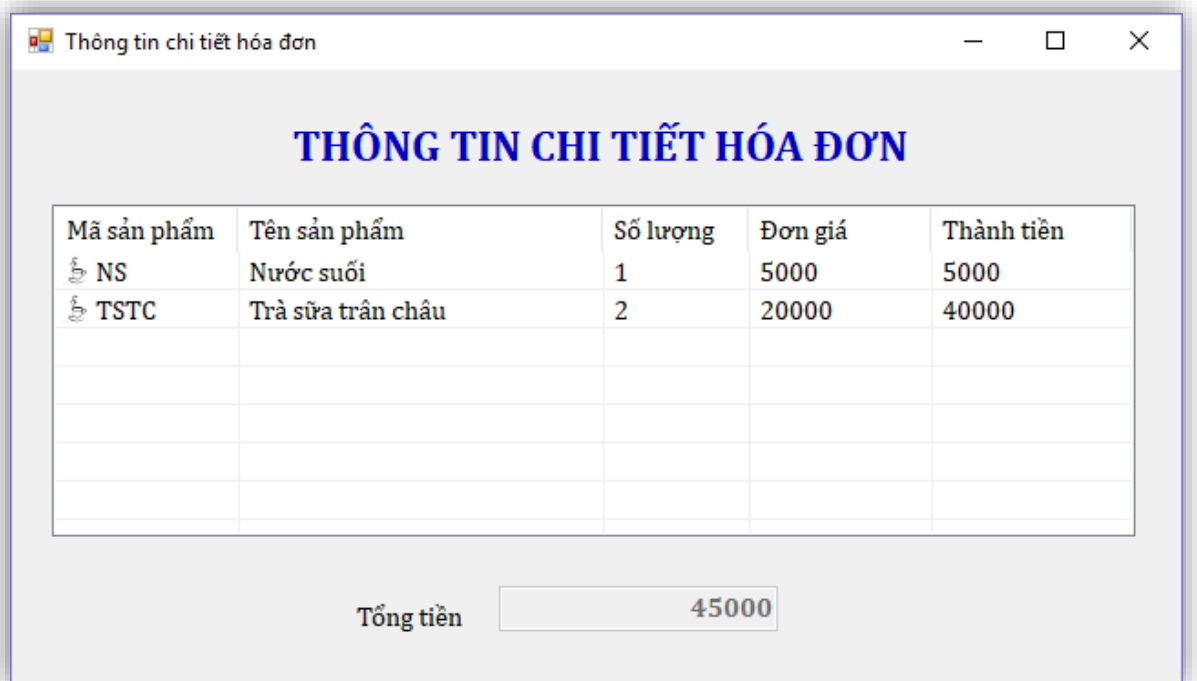 Thông tin chi tiết hóa đơn
THÔNG TIN CHI TIẾT HÓA ĐƠN
Mã sản phẩm Tên sản phẩm Số lượng Đơn giá Thành tiền
NS Nước suối 1 5000 5000
TSTC Trà sữa trân châu 2 20000 40000
Tổng tiền 45000